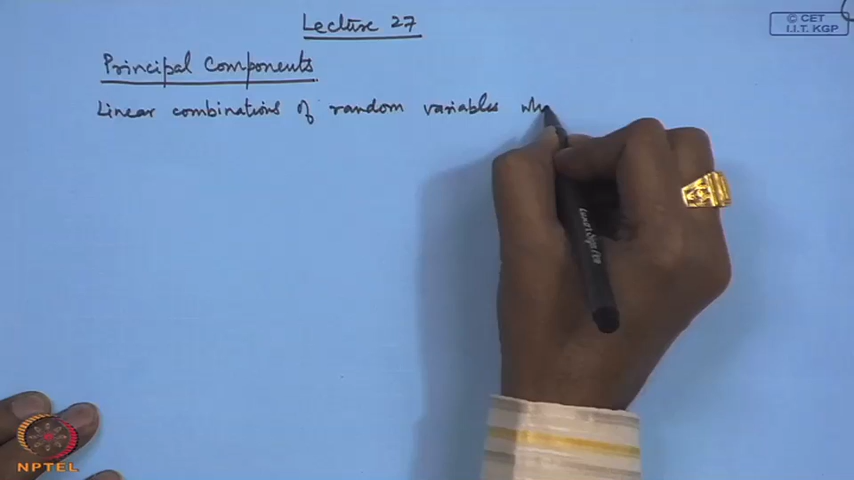 Lecture 27
© CET
I.I.T. KGP
Principal Components
Linear combinations of random variables
NPTEL